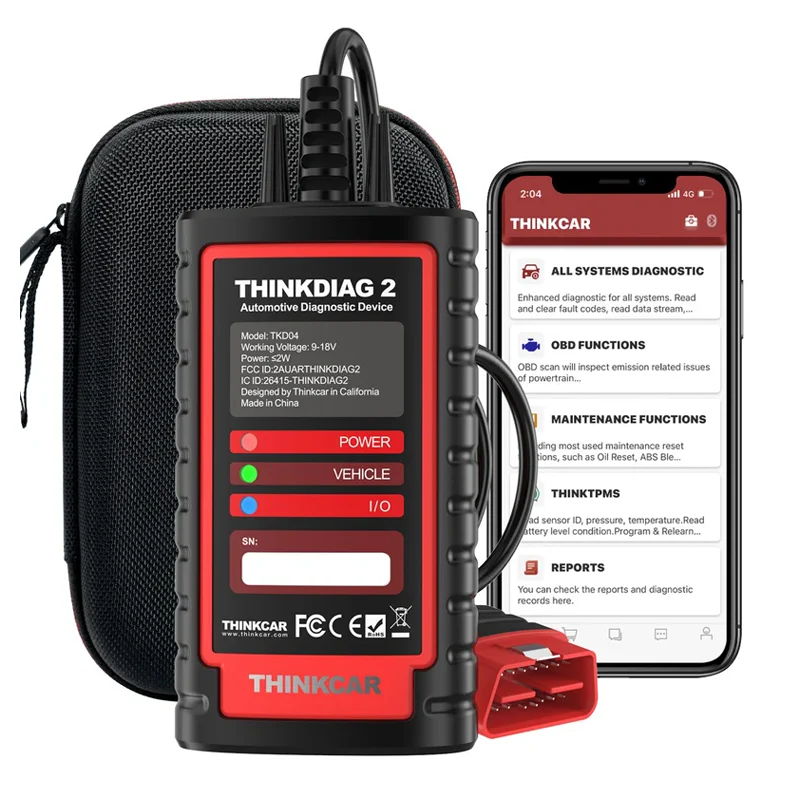 THINKDIAG 2
Automotive Diagnostic Device
Model: TKD04
Working Voltage: 9-18V
Power: ≤2W
FCC ID:2AUARTHINKDIAG2
IC ID:26415-THINKDIAG2
Designed by Thinkcar in California
Made in China
POWER
VEHICLE
I/O
SN:
THINKCAR
www.thinkcar.com
FC CE RoHS
THINKCAR
2:04
4G
THINKCAR
ALL SYSTEMS DIAGNOSTIC
Enhanced diagnostic for all systems. Read
and clear fault codes, read data stream,...
OBD FUNCTIONS
OBD scan will inspect emission related issues
of powertrain...
MAINTENANCE FUNCTIONS
most used maintenance reset
such as Oil Reset, ABS Ble...
THINKTPMS
sensor ID, pressure, temperature.Read
level condition.Program & Relearn...
REPORTS
You can check the reports and diagnostic
records here.